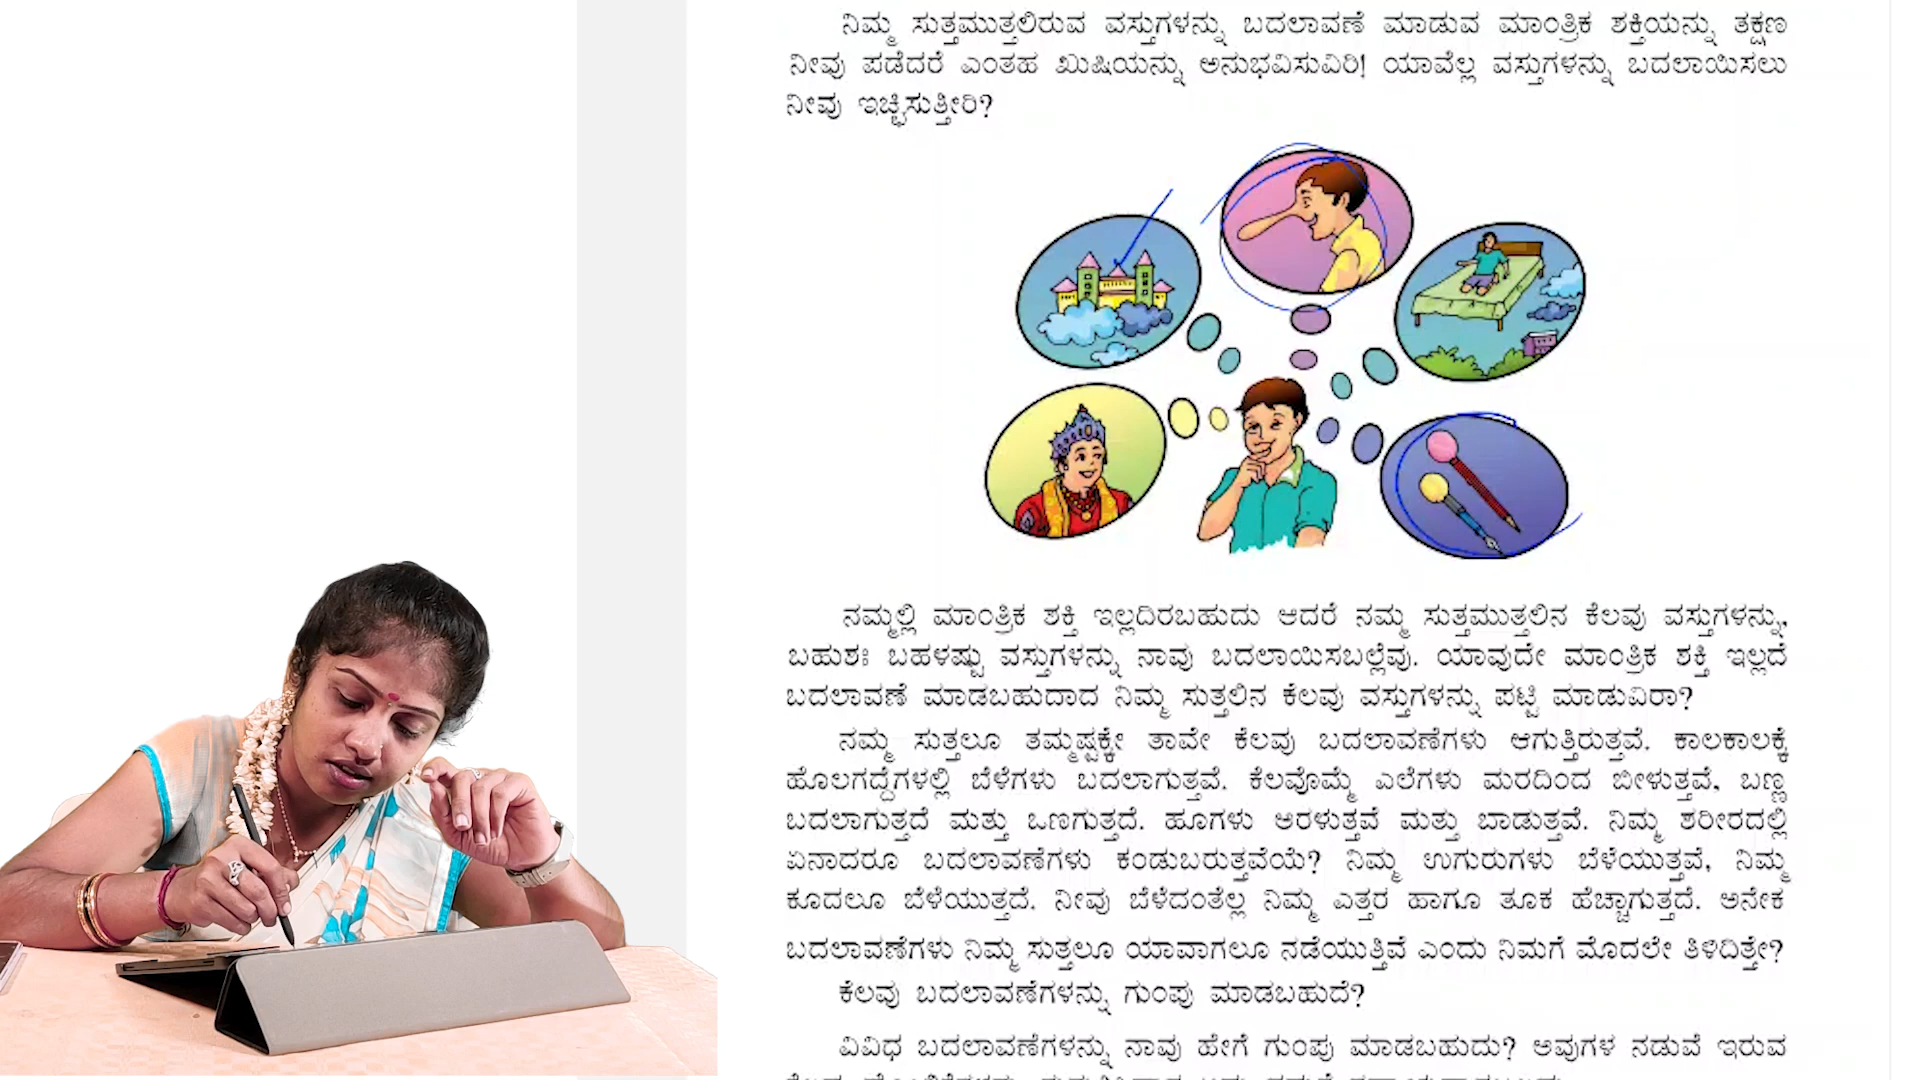 ನಿಮ್ಮ ಸುತ್ತಮುತ್ತಲಿರುವ ವಸ್ತುಗಳನ್ನು ಬದಲಾವಣೆ ಮಾಡುವ ಮಾಂತ್ರಿಕ ಶಕ್ತಿಯನ್ನು ತಕ್ಷಣ
ನೀವು ಪಡೆದರೆ ಎಂತಹ ಖುಷಿಯನ್ನು ಅನುಭವಿಸುವಿರಿ! ಯಾವೆಲ್ಲ ವಸ್ತುಗಳನ್ನು ಬದಲಾಯಿಸಲು
ನೀವು ಇಚ್ಛಿಸುತ್ತೀರಿ?
ನಮ್ಮಲ್ಲಿ ಮಾಂತ್ರಿಕ ಶಕ್ತಿ ಇಲ್ಲದಿರಬಹುದು ಆದರೆ ನಮ್ಮ ಸುತ್ತಮುತ್ತಲಿನ ಕೆಲವು ವಸ್ತುಗಳನ್ನು,
ಬಹುಶಃ ಬಹಳಷ್ಟು ವಸ್ತುಗಳನ್ನು ನಾವು ಬದಲಾಯಿಸಬಲ್ಲೆವು. ಯಾವುದೇ ಮಾಂತ್ರಿಕ ಶಕ್ತಿ ಇಲ್ಲದೆ
ಬದಲಾವಣೆ ಮಾಡಬಹುದಾದ ನಿಮ್ಮ ಸುತ್ತಲಿನ ಕೆಲವು ವಸ್ತುಗಳನ್ನು ಪಟ್ಟಿ ಮಾಡುವಿರಾ?
ನಮ್ಮ ಸುತ್ತಲೂ ತಮ್ಮಷ್ಟಕ್ಕೇ ತಾವೇ ಕೆಲವು ಬದಲಾವಣೆಗಳು ಆಗುತ್ತಿರುತ್ತವೆ. ಕಾಲಕಾಲಕ್ಕೆ
ಹೊಲಗದ್ದೆಗಳಲ್ಲಿ ಬೆಳೆಗಳು ಬದಲಾಗುತ್ತವೆ. ಕೆಲವೊಮ್ಮೆ ಎಲೆಗಳು ಮರದಿಂದ ಬೀಳುತ್ತವೆ, ಬಣ್ಣ
ಬದಲಾಗುತ್ತದೆ ಮತ್ತು ಒಣಗುತ್ತದೆ. ಹೂಗಳು ಅರಳುತ್ತವೆ ಮತ್ತು ಬಾಡುತ್ತವೆ. ನಿಮ್ಮ ಶರೀರದಲ್ಲಿ
ಏನಾದರೂ ಬದಲಾವಣೆಗಳು ಕಂಡುಬರುತ್ತವೆಯೆ? ನಿಮ್ಮ ಉಗುರುಗಳು ಬೆಳೆಯುತ್ತವೆ, ನಿಮ್ಮ
ಕೂದಲೂ ಬೆಳೆಯುತ್ತದೆ. ನೀವು ಬೆಳೆದಂತೆಲ್ಲ ನಿಮ್ಮ ಎತ್ತರ ಹಾಗೂ ತೂಕ ಹೆಚ್ಚಾಗುತ್ತದೆ. ಅನೇಕ
ಬದಲಾವಣೆಗಳು ನಿಮ್ಮ ಸುತ್ತಲೂ ಯಾವಾಗಲೂ ನಡೆಯುತ್ತಿವೆ ಎಂದು ನಿಮಗೆ ಮೊದಲೇ ತಿಳಿದಿತ್ತೇ?
ಕೆಲವು ಬದಲಾವಣೆಗಳನ್ನು ಗುಂಪು ಮಾಡಬಹುದೆ?
ವಿವಿಧ ಬದಲಾವಣೆಗಳನ್ನು ನಾವು ಹೇಗೆ ಗುಂಪು ಮಾಡಬಹುದು? ಅವುಗಳ ನಡುವೆ ಇರುವ